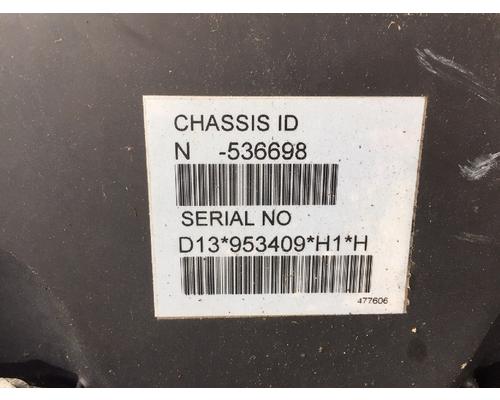 CHASSIS ID
N -536698
SERIAL NO
D13*953409*H1*H
477606